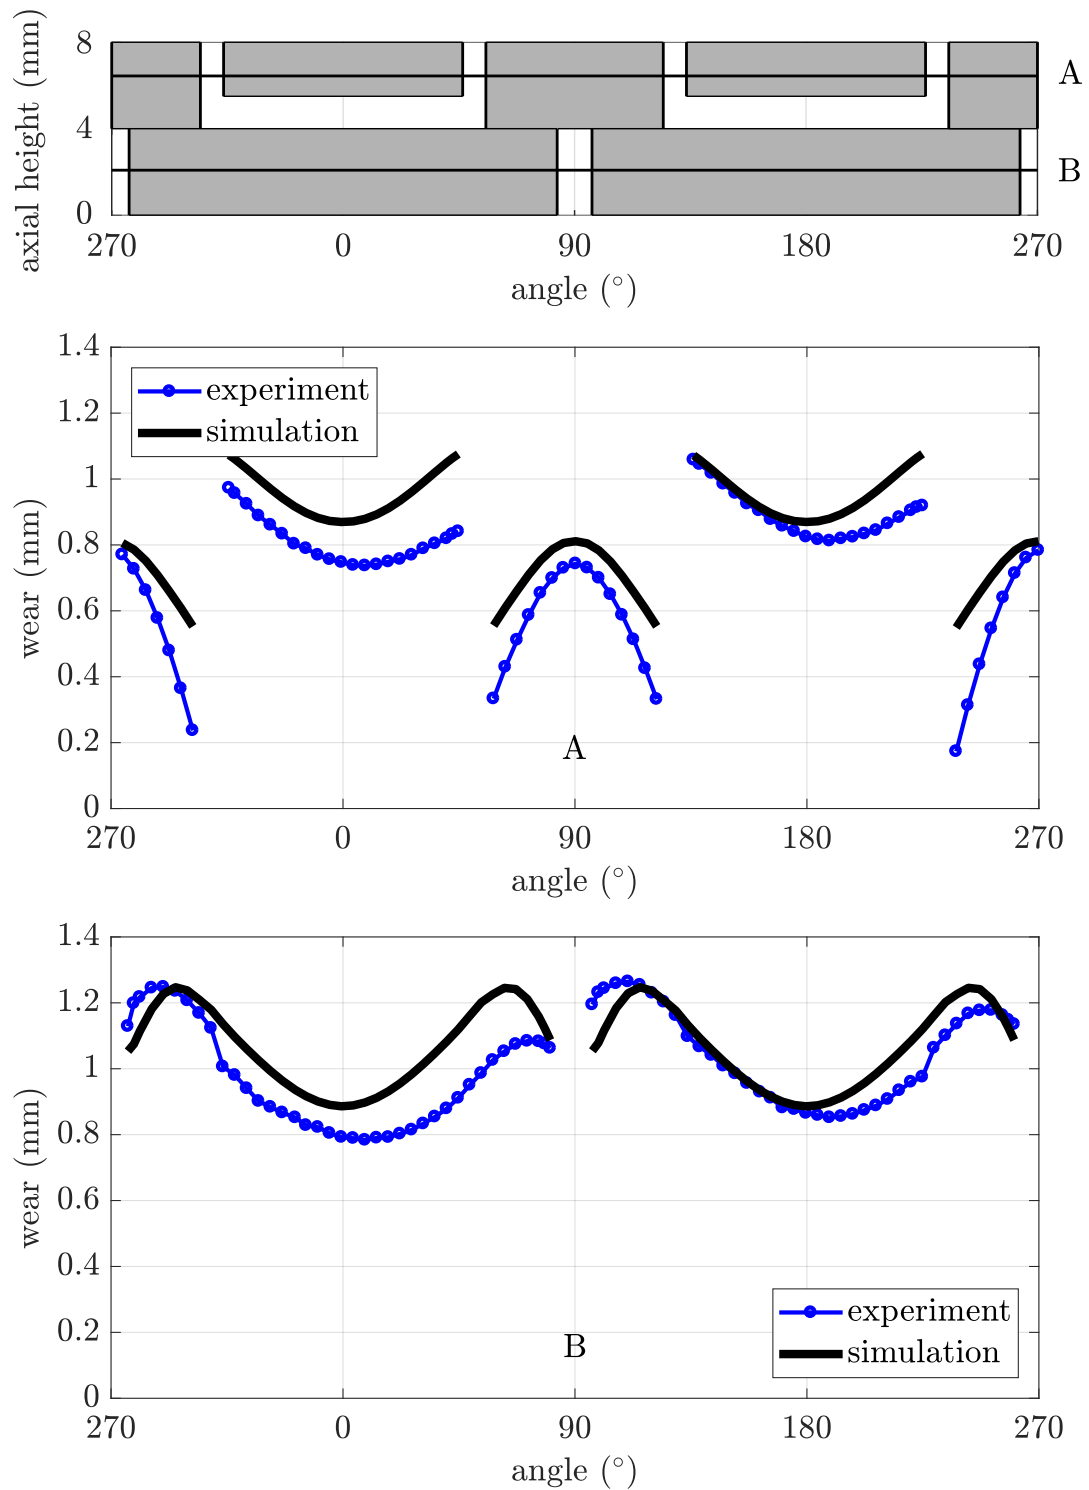 axial height (mm)
8
4
0
A
B
270 0 90 180 270
angle (°)
wear (mm)
1.4
1.2
1
0.8
0.6
0.4
0.2
0
experiment
simulation
A
270 0 90 180 270
angle (°)
wear (mm)
1.4
1.2
1
0.8
0.6
0.4
0.2
0
B
experiment
simulation
270 0 90 180 270
angle (°)